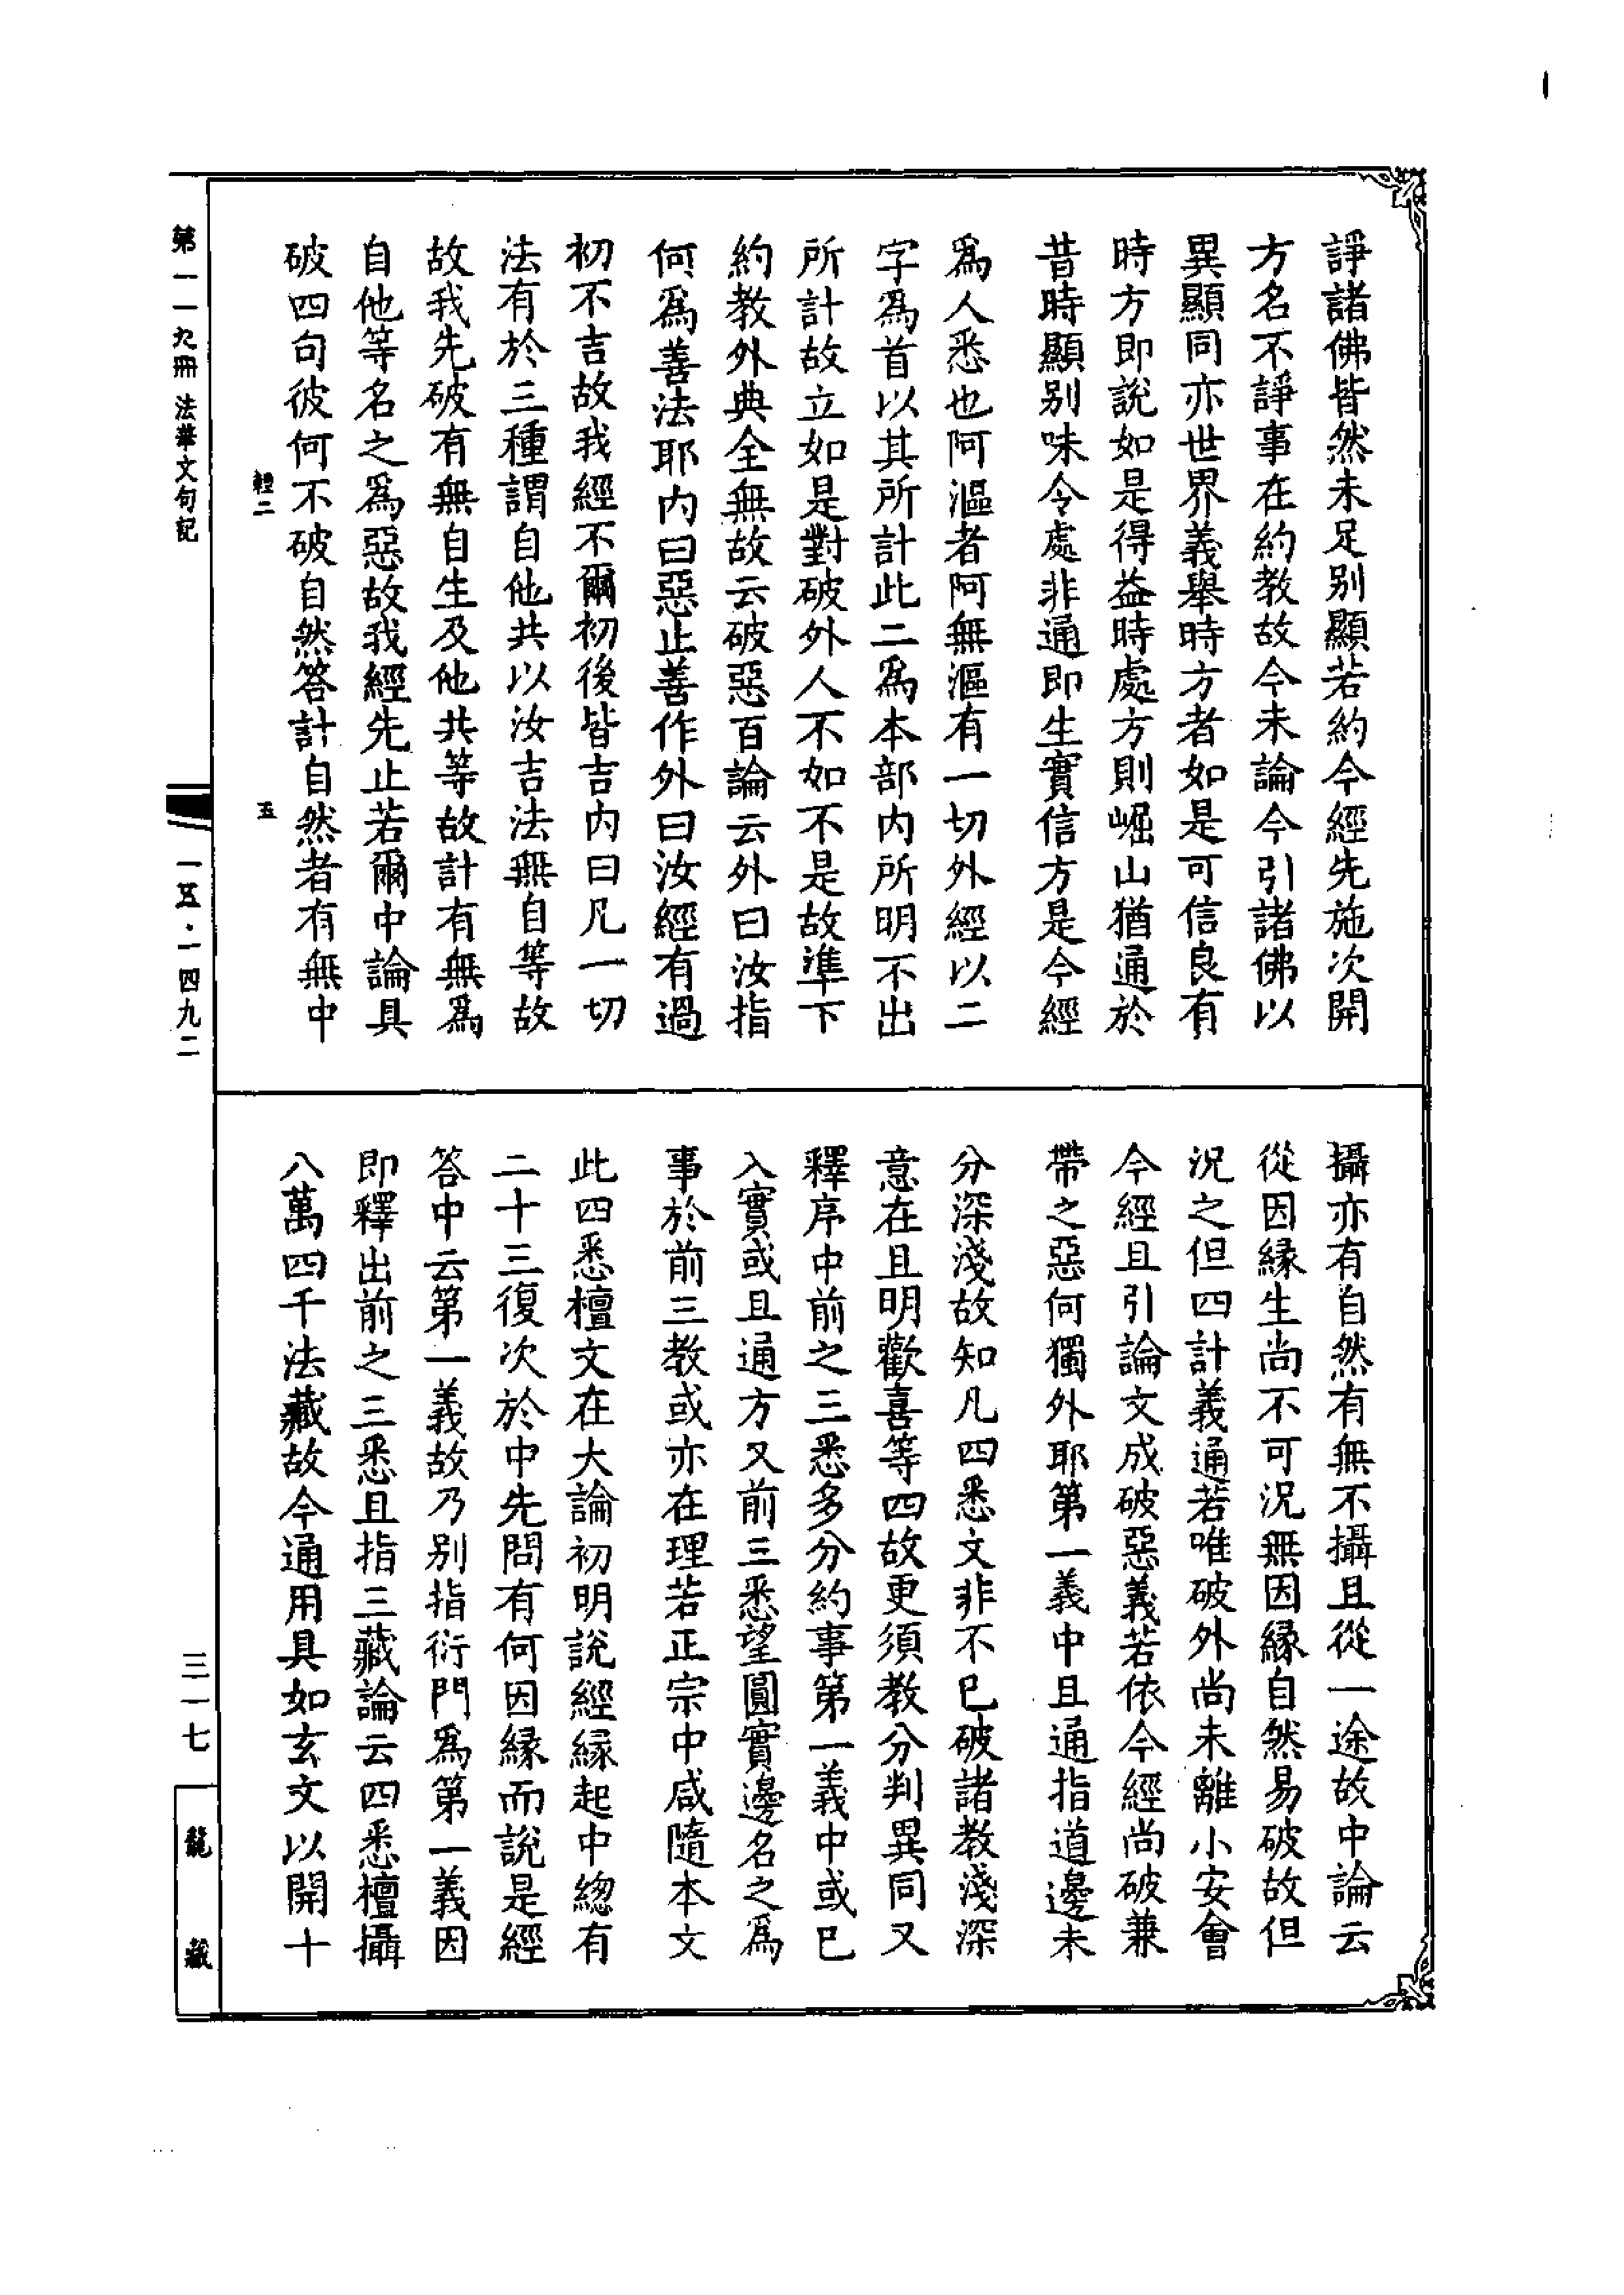 諍諸佛皆然未足别顯若約今經先施次開
方名不諍事在約教故今未論今引諸佛以
異顯同亦世界義舉時方者如是可信良有
時方即說如是得益時處方則崛山猶通於
昔時顯别味今處非通即生實信方是今經
爲人悉也阿漚者阿無漚有一切外經以二
字爲首以其所計此二爲本部内所明不出
所計故立如是對破外人不如不是故準下
約教外典全無故云破惡百論云外曰汝指
何爲善法耶内曰惡止善作外曰汝經有過
初不吉故我經不爾初後皆吉内曰凡一切
法有於三種謂自他共以汝吉法無自等故
故我先破有無自生及他共等故計有無爲
自他等名之爲惡故我經先止若爾中論具
破四句彼何不破自然答計自然者有無中
攝亦有自然有無不攝且從一途故中論云
從因緣生尚不可況無因緣自然易破故但
況之但四計義通若唯破外尚未離小安會
今經且引論文成破惡義若依今經尚破兼
帶之惡何獨外耶第一義中且通指道邊未
分深淺故知凡四悉文非不已破諸教淺深
意在且明歡喜等四故更須教分判異同又
釋序中前之三悉多分約事第一義中或已
入實或且通方又前三悉望圓實邊名之爲
事於前三教或亦在理若正宗中咸隨本文
此四悉檀文在大論初明說經緣起中總有
二十三復次於中先問有何因緣而說是經
答中云第一義故乃别指衍門爲第一義因
即釋出前之三悉且指三藏論云四悉檀攝
八萬四千法藏故今通用具如玄文以開十
二
五
第一一九冊 法華文句記
一五·一四九二
三一七
龍藏